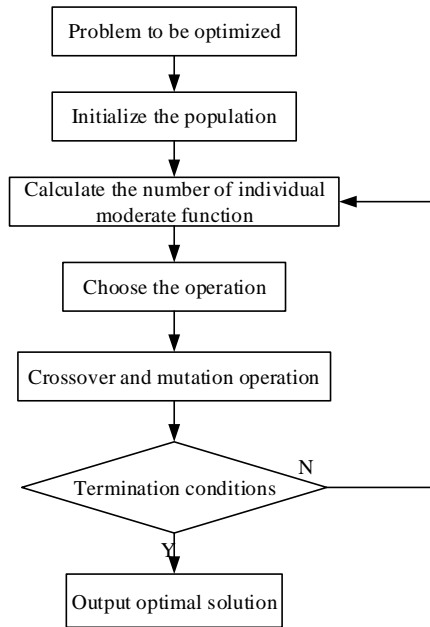 Problem to be optimized
Initialize the population
Calculate the number of individual
moderate function
Choose the operation
Crossover and mutation operation
N
Termination conditions
Y
Output optimal solution